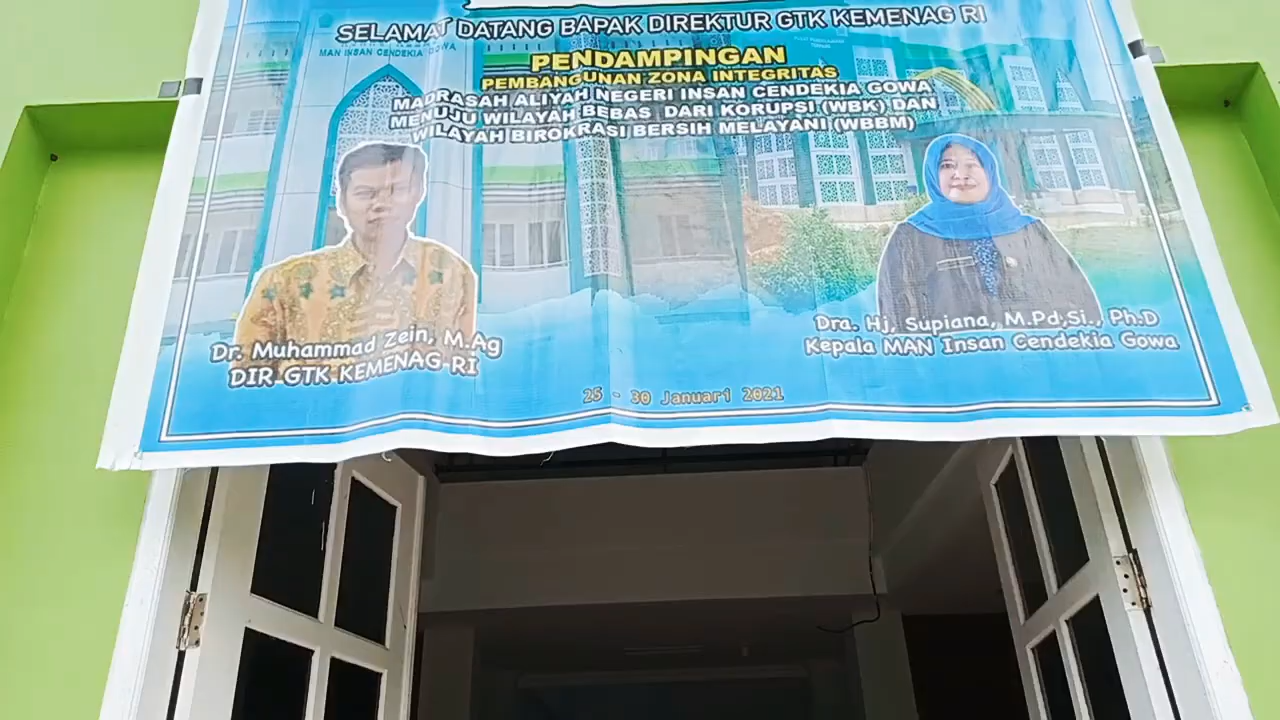 SELAMAT DATANG BAPAK DIREKTUR GTK KEMENAG RI
MAN INSAN CENDEKIA GOWA
PENDAMPINGAN
PEMBANGUNAN ZONA INTEGRITAS
MADRASAH ALIYAH NEGERI INSAN CENDEKIA GOWA
MENUJU WILAYAH BEBAS DARI KORUPSI (WBK) DAN
WILAYAH BIROKRASI BERSIH MELAYANI (WBBM)
Dr. Muhammad Zein, M.Ag
DIR GTK KEMENAG-RI
Dra. Hj, Supiana, M.Pd,Si., Ph.D
Kepala MAN Insan Cendekia Gowa
25 - 30 Januari 2021